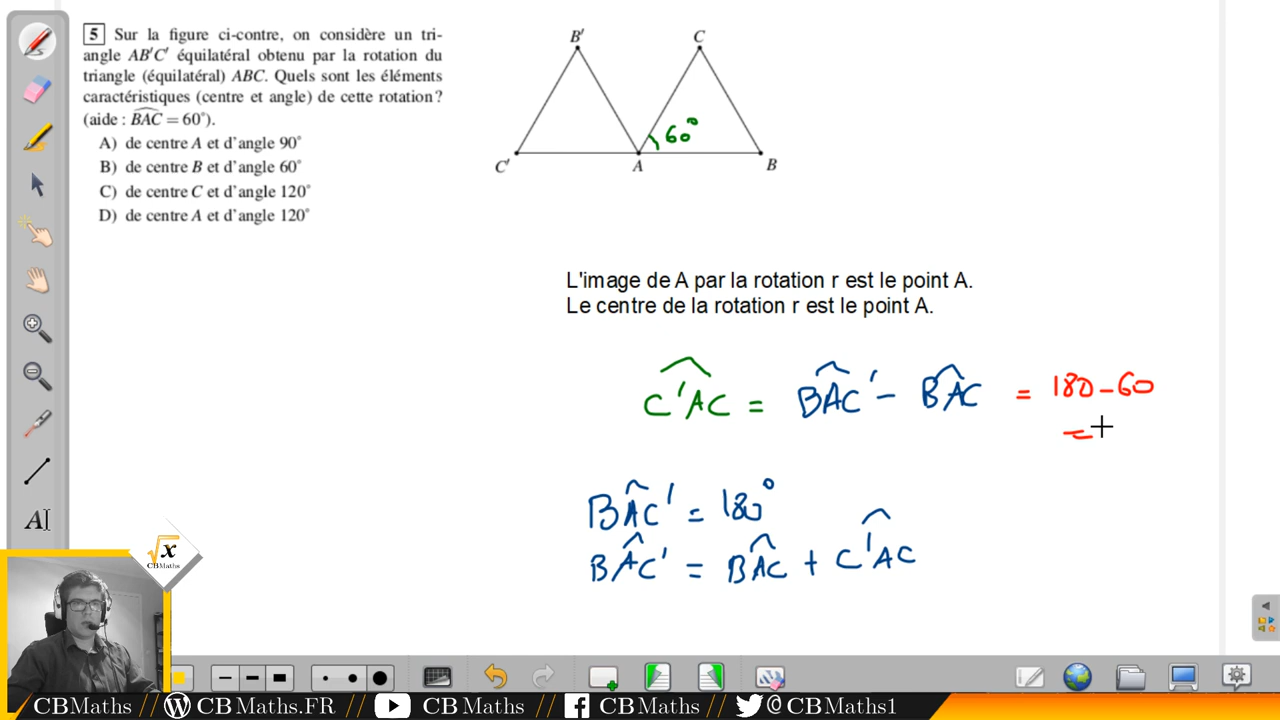 5 Sur la figure ci-contre, on considère un tri-
angle AB'C' équilatéral obtenu par la rotation du
triangle (équilatéral) ABC. Quels sont les éléments
caractéristiques (centre et angle) de cette rotation ?
(aide : BAC = 60°).
A) de centre A et d'angle 90°
B) de centre B et d'angle 60°
C) de centre C et d'angle 120°
D) de centre A et d'angle 120°
B' C
60°
C' A B
L'image de A par la rotation r est le point A.
Le centre de la rotation r est le point A.
C'AC = BAC' - BAC = 180-60
=
BAC' = 180°
BAC' = BAC + C'AC
A
√x
CBMaths
CBMaths CBMaths.FR CBMaths CBMaths @CBMaths1